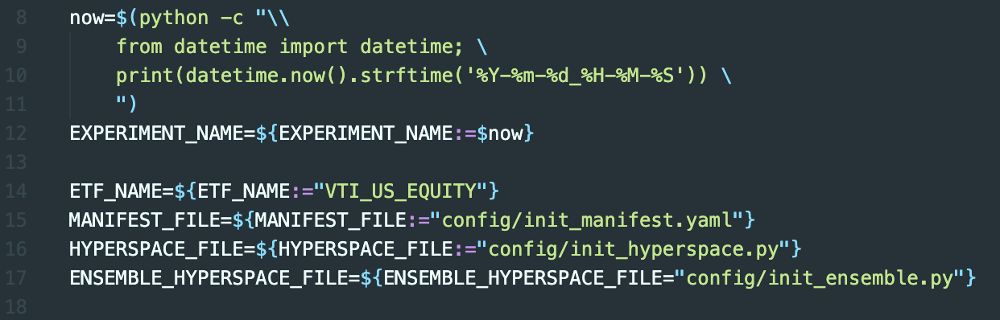 8 now=$(python -c "\\
9 from datetime import datetime; \
10 print(datetime.now().strftime('%Y-%m-%d_%H-%M-%S')) \
11 ")
12 EXPERIMENT_NAME=${EXPERIMENT_NAME:=$now}
13
14 ETF_NAME=${ETF_NAME:="VTI_US_EQUITY"}
15 MANIFEST_FILE=${MANIFEST_FILE:="config/init_manifest.yaml"}
16 HYPERSPACE_FILE=${HYPERSPACE_FILE:="config/init_hyperspace.py"}
17 ENSEMBLE_HYPERSPACE_FILE=${ENSEMBLE_HYPERSPACE_FILE="config/init_ensemble.py"}
18